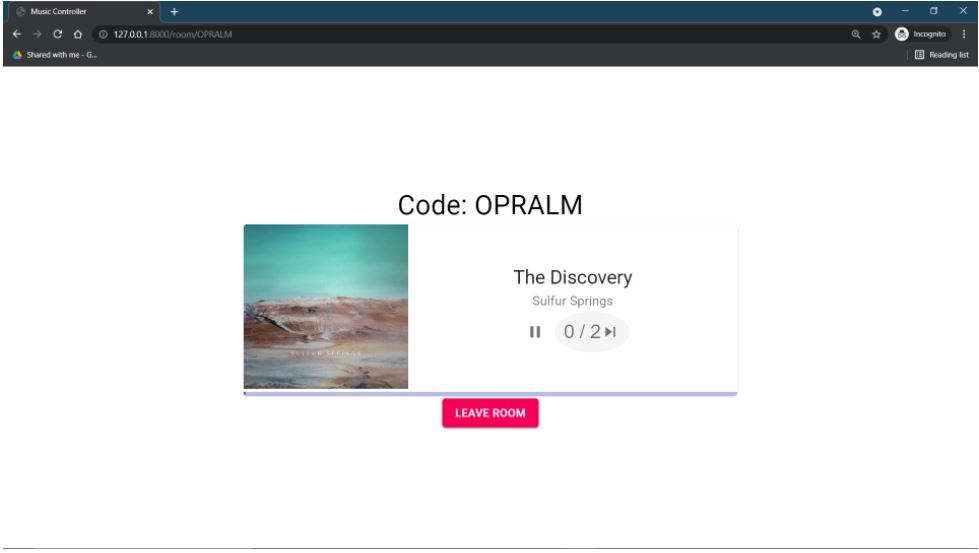 Music Controller
127.0.0.1:8000/room/OPRALM
Incognito
Shared with me - G...
Reading list
Code: OPRALM
The Discovery
Sulfur Springs
0 / 2
SULFUR SPRINGS
LEAVE ROOM